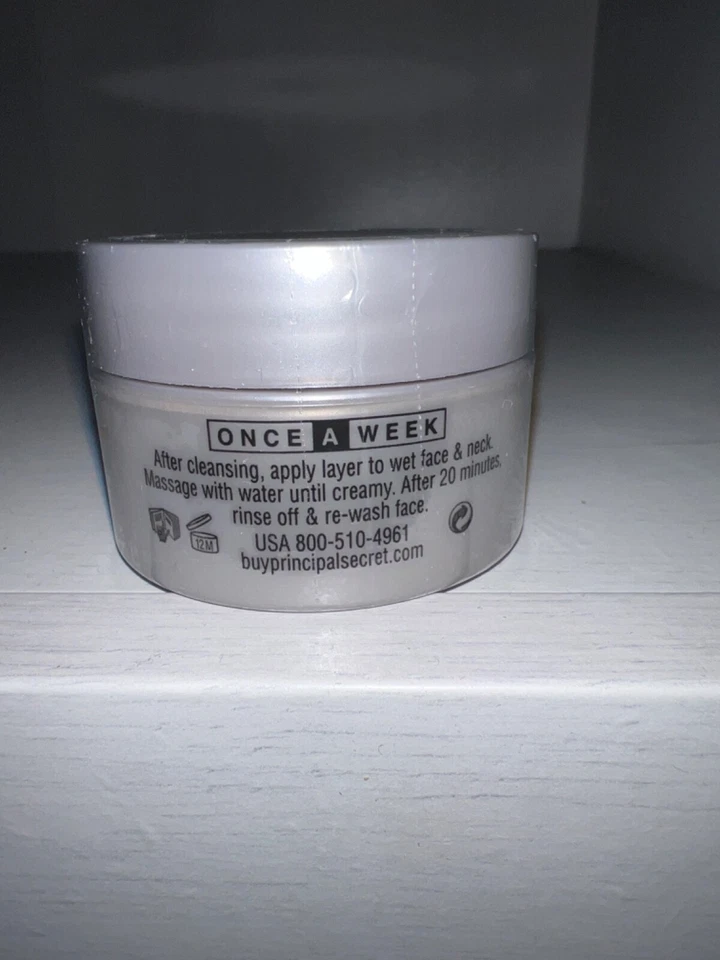 ONCE A WEEK
After cleansing, apply layer to wet face & neck.
Massage with water until creamy. After 20 minutes,
rinse off & re-wash face.
12M
USA 800-510-4961
buyprincipalsecret.com